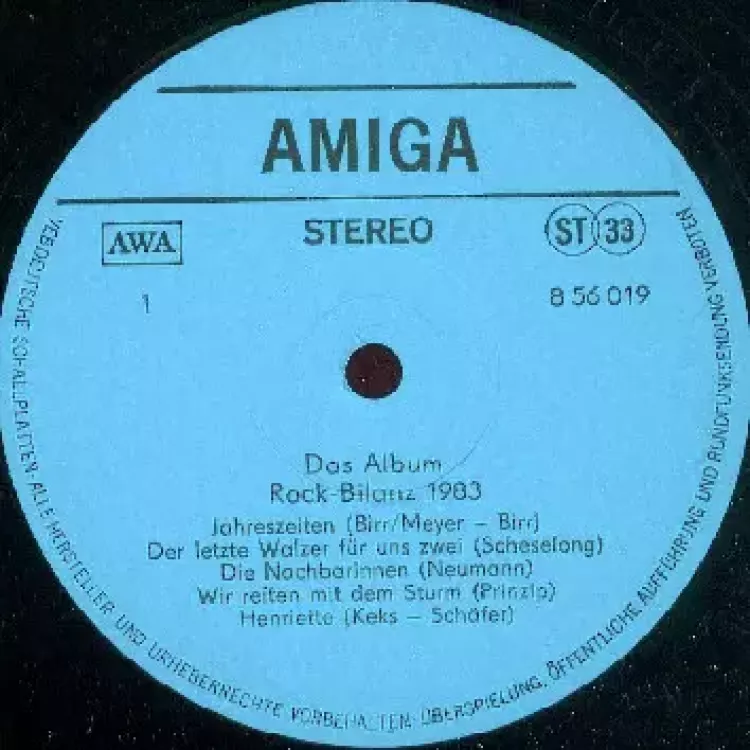 AMIGA
AWA
STEREO
ST 33
1
8 56 019
Das Album
Rock-Bilanz 1983
Jahreszeiten (Birr/Meyer – Birr)
Der letzte Walzer für uns zwei (Scheselong)
Die Nachbarinnen (Neumann)
Wir reiten mit dem Sturm (Prinzip)
Henriette (Keks – Schäfer)
VEB DEUTSCHE SCHALLPLATTEN · ALLE HERSTELLER UND URHEBERRECHTE VORBEHALTEN · ÜBERSPIELUNG, ÖFFENTLICHE AUFFÜHRUNG UND RUNDFUNKSENDUNG VERBOTEN